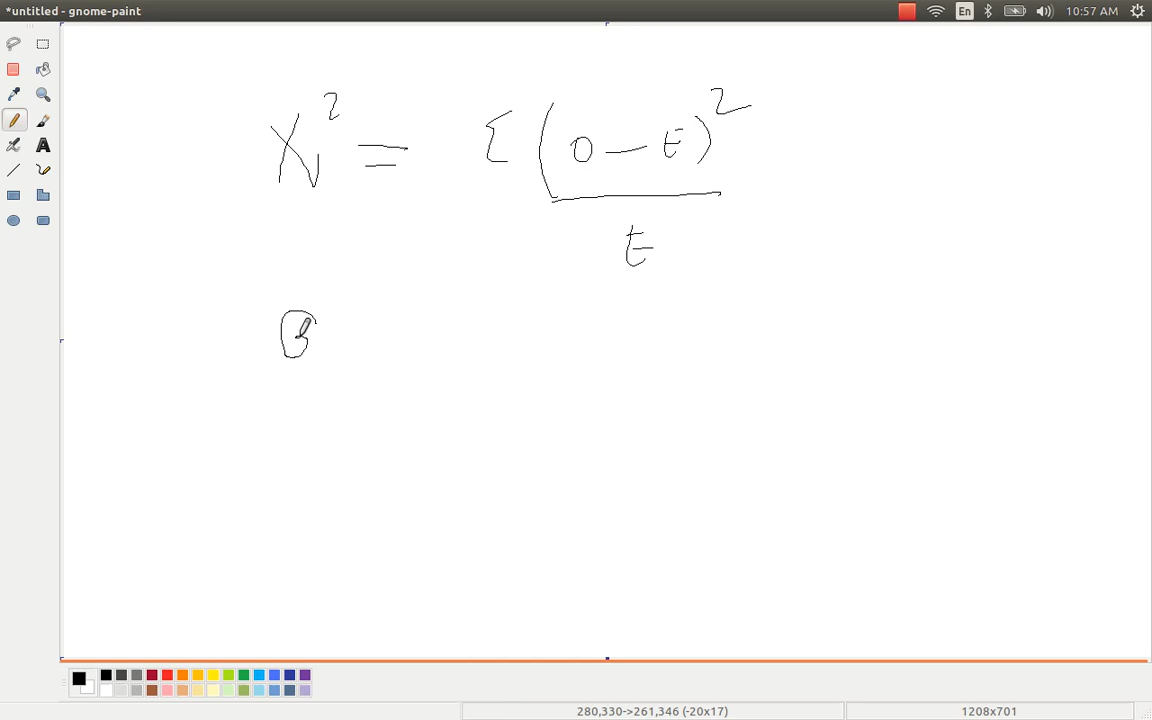 *untitled - gnome-paint
En
10:57 AM
X² = Σ (O — E)²
E
280,330->261,346 (-20x17)
1208x701